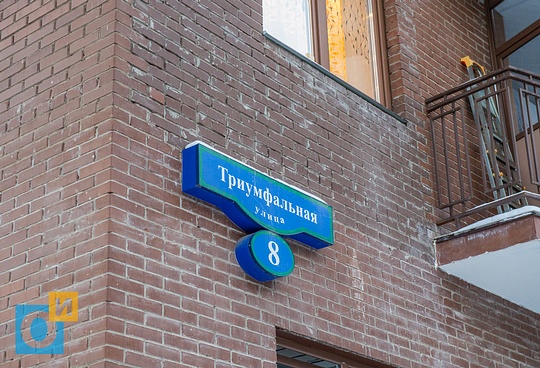 Триумфальная
улица
8
И